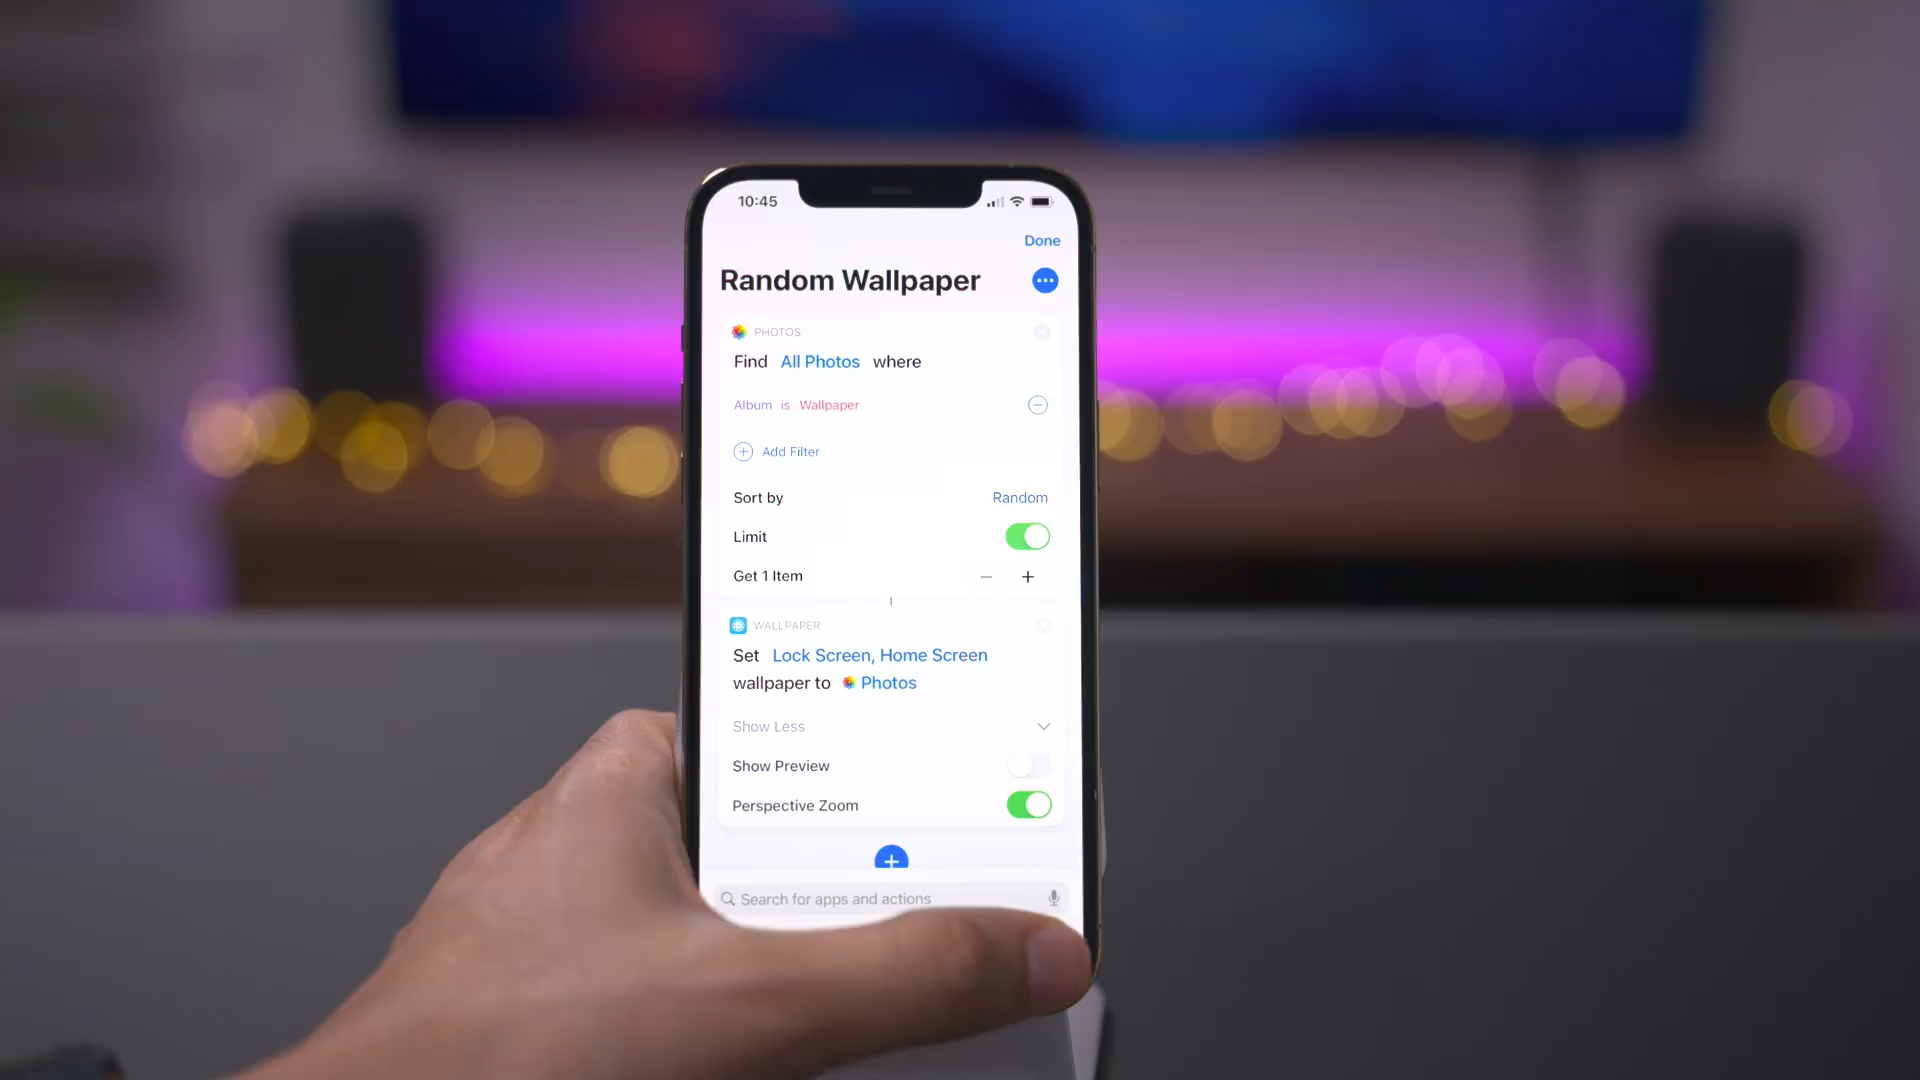 10:45
Done
Random Wallpaper
PHOTOS
Find All Photos where
Album is Wallpaper
Add Filter
Sort by Random
Limit
Get 1 Item
WALLPAPER
Set Lock Screen, Home Screen
wallpaper to Photos
Show Less
Show Preview
Perspective Zoom
Search for apps and actions